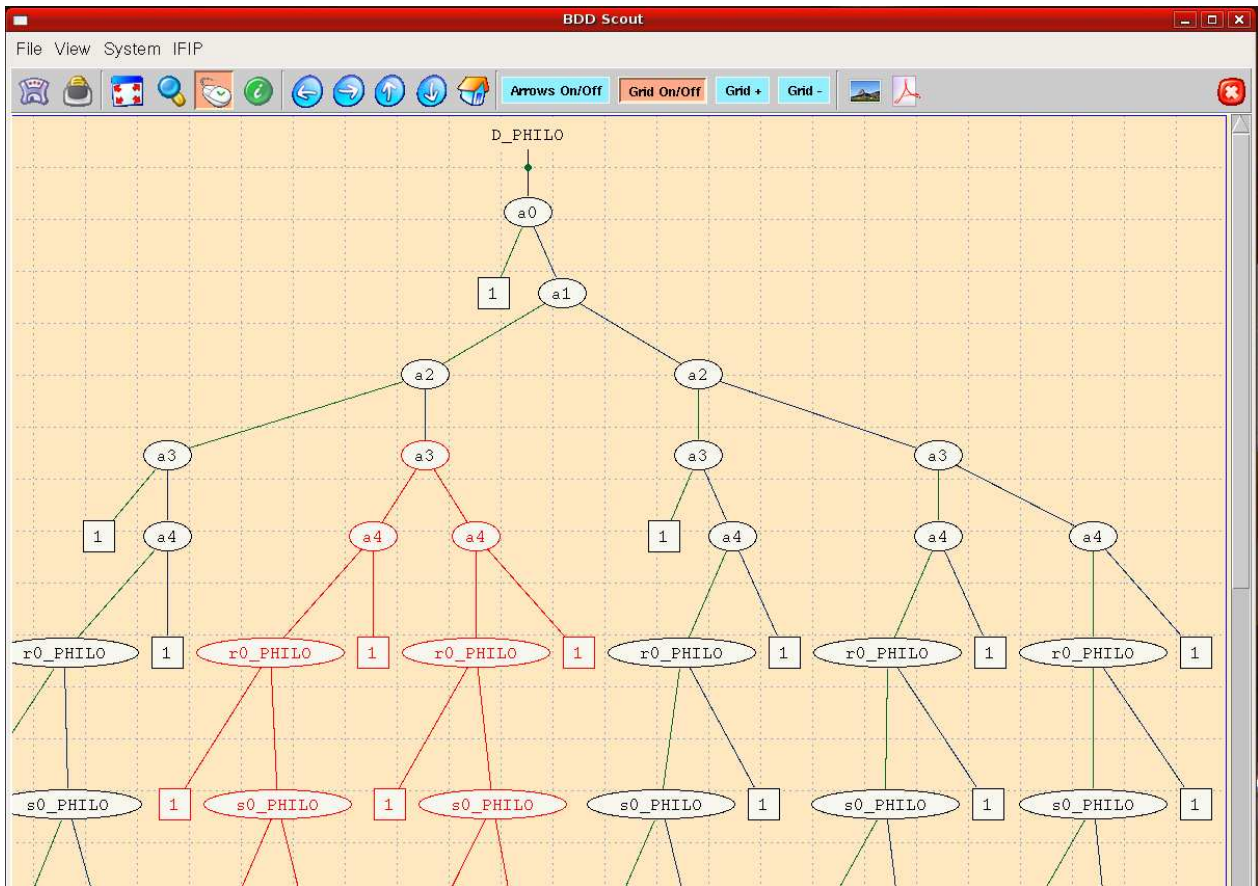 BDD Scout
File View System IFIP
Arrows On/Off Grid On/Off Grid + Grid -
D_PHILO
a0
1 a1
a2 a2
a3 a3 a3 a3
1 a4 a4 a4 1 a4 a4 a4
r0_PHILO 1 r0_PHILO 1 r0_PHILO 1 r0_PHILO 1 r0_PHILO 1 r0_PHILO 1
s0_PHILO 1 s0_PHILO 1 s0_PHILO s0_PHILO 1 s0_PHILO 1 s0_PHILO 1